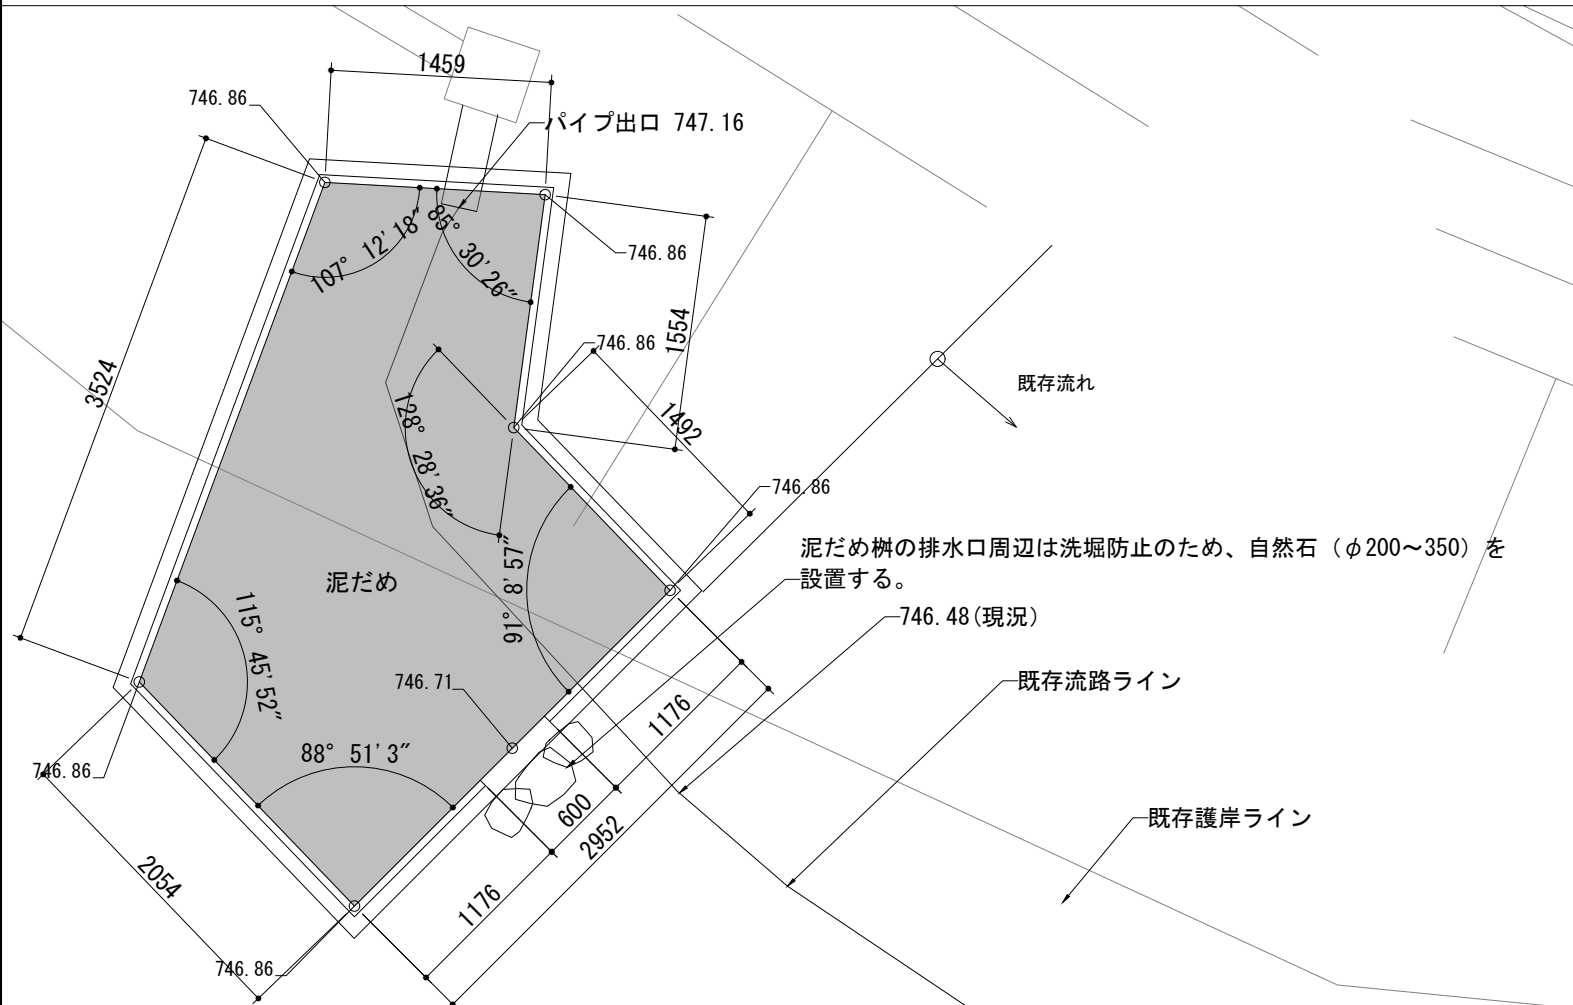 1459
746.86
パイプ出口 747.16
107° 12′18″
85° 30′26″
746.86
1554
746.86
3524
既存流れ
128° 28′36″
1492
746.86
泥だめ桝の排水口周辺は洗堀防止のため、自然石（φ200～350）を
設置する。
91° 8′57″
泥だめ
115° 45′52″
746.48(現況)
746.71
既存流路ライン
1176
88° 51′3″
746.86
600
既存護岸ライン
2952
2054
1176
746.86